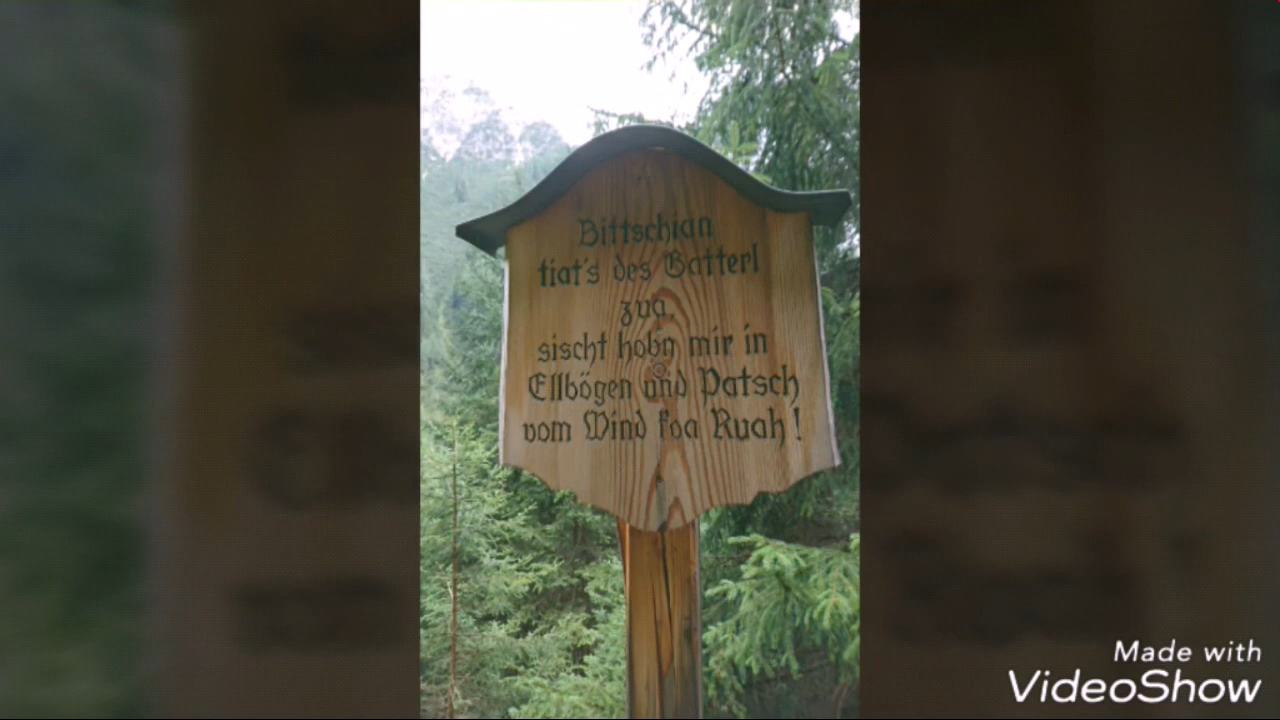 Bittschian
tiat's des Gatterl
zua,
sischt hobn mir in
Ellbögen und Patsch
vom Wind koa Ruah!
Made with
VideoShow